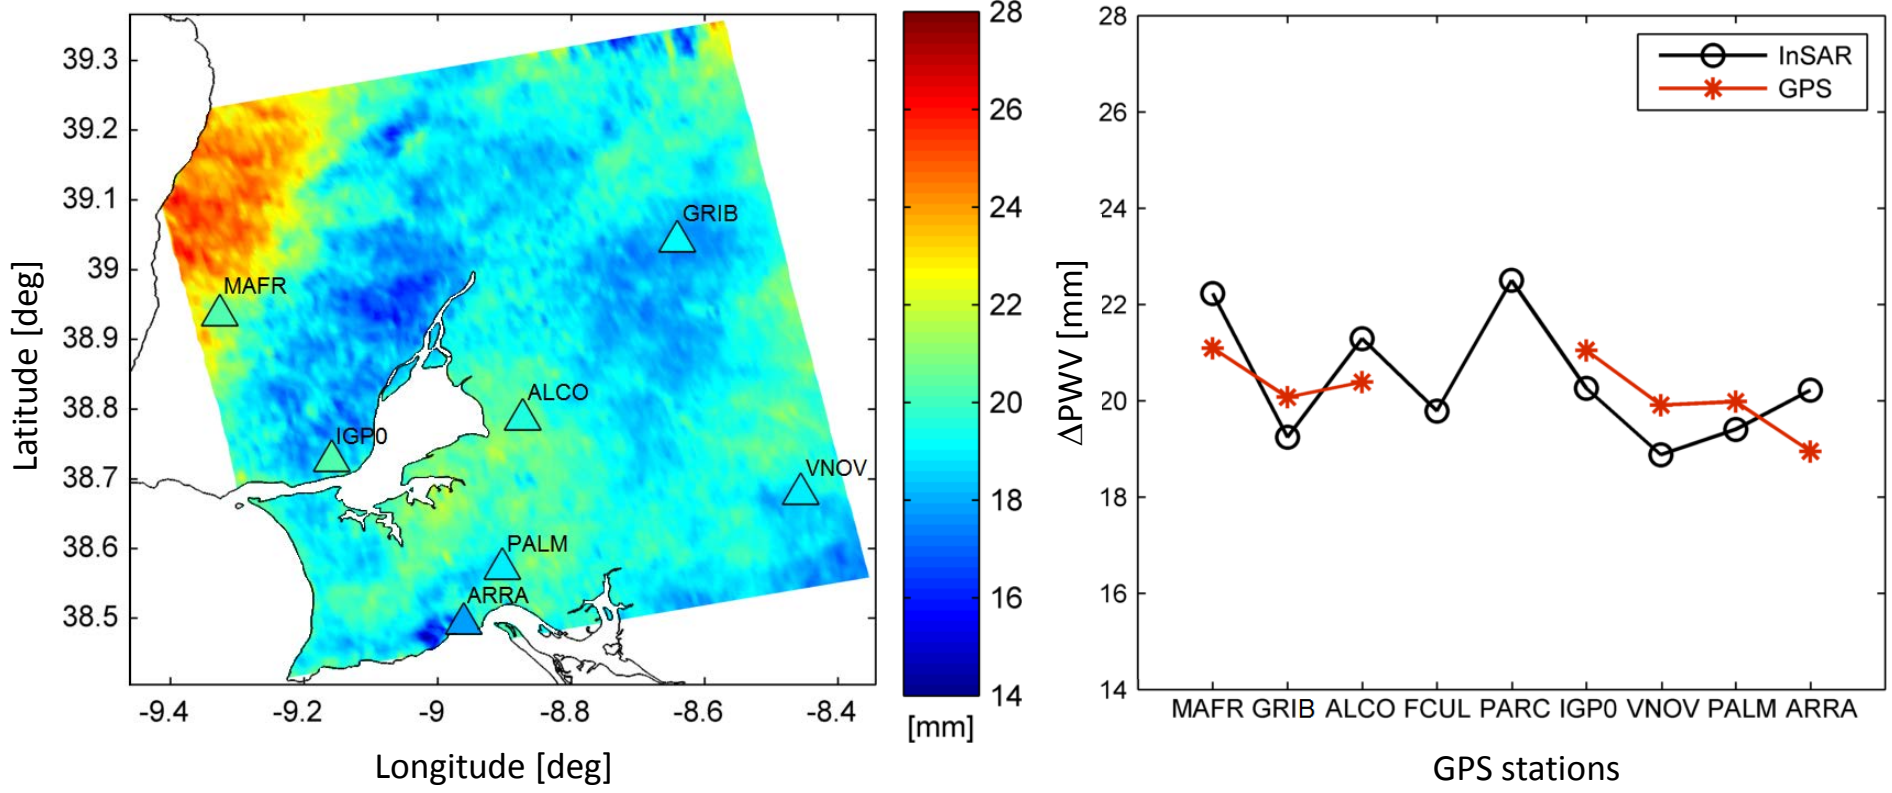 39.3
39.2
39.1
39
38.9
38.8
38.7
38.6
38.5
Latitude [deg]
-9.4 -9.2 -9 -8.8 -8.6 -8.4
Longitude [deg]
GRIB
MAFR
ALCO
IGP0
VNOV
PALM
ARRA
28
26
24
22
20
18
16
14
[mm]
28
26
24
22
20
18
16
14
ΔPWV [mm]
InSAR
GPS
MAFR GRIB ALCO FCUL PARC IGP0 VNOV PALM ARRA
GPS stations